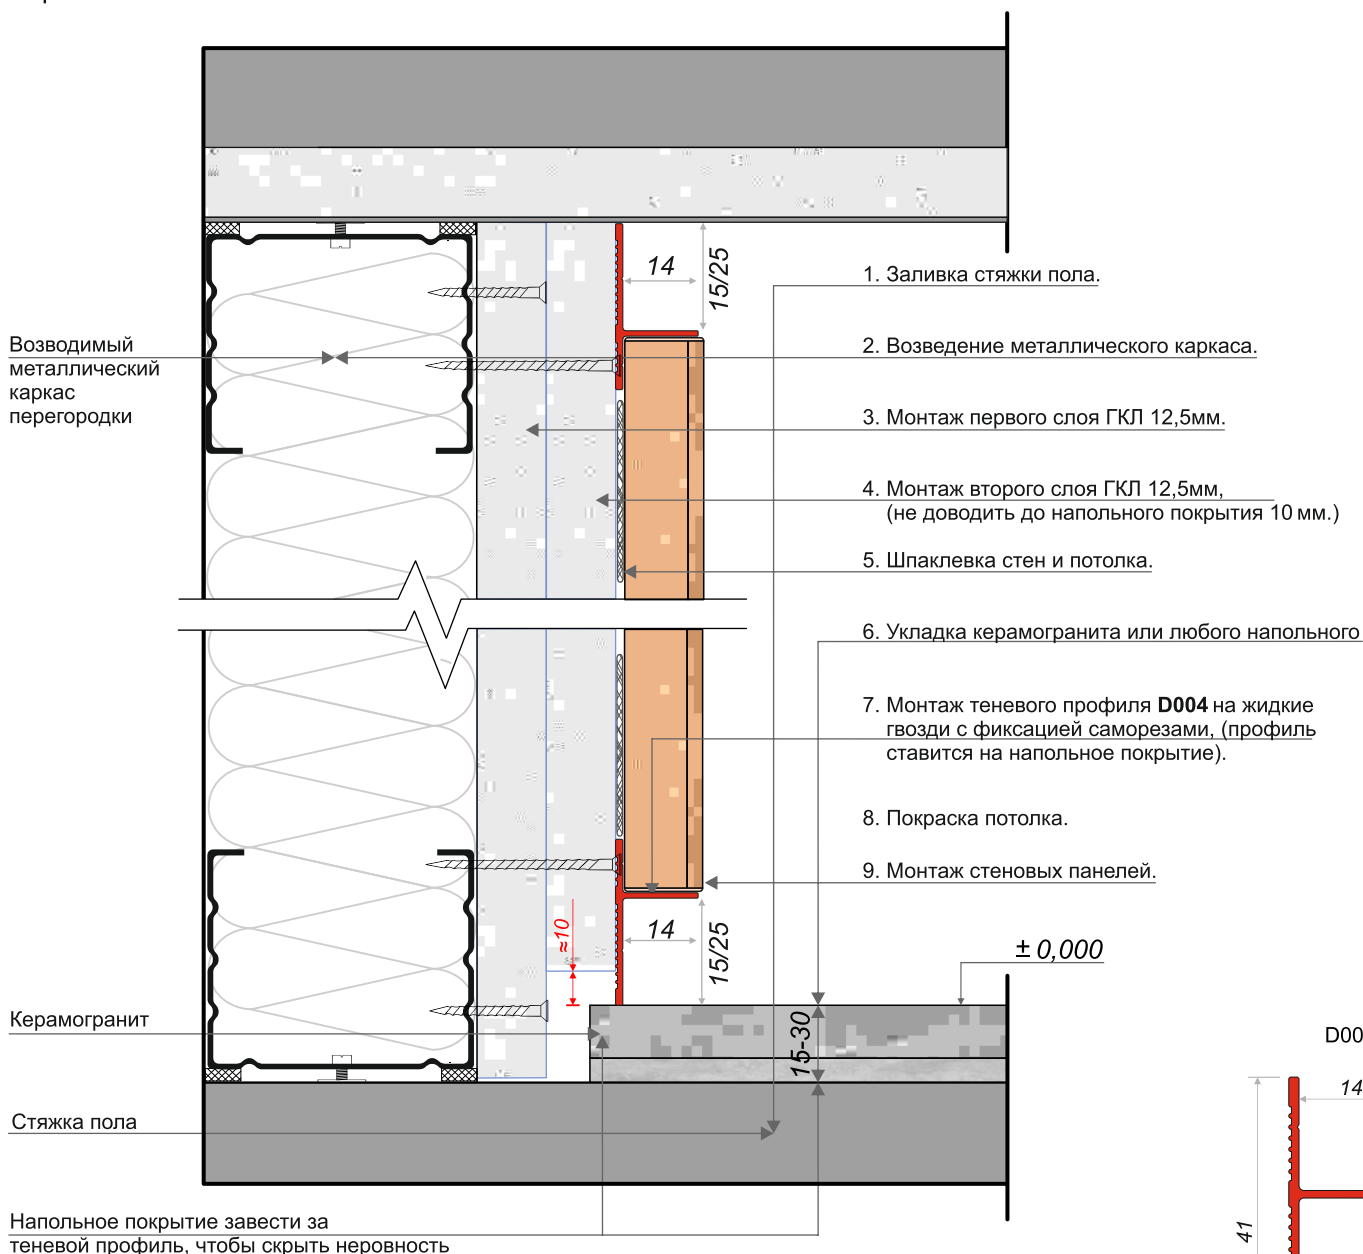 14
15/25
1. Заливка стяжки пола.
Возводимый
металлический
каркас
перегородки
2. Возведение металлического каркаса.
3. Монтаж первого слоя ГКЛ 12,5мм.
4. Монтаж второго слоя ГКЛ 12,5мм,
(не доводить до напольного покрытия 10 мм.)
5. Шпаклевка стен и потолка.
6. Укладка керамогранита или любого напольного
7. Монтаж теневого профиля D004 на жидкие
гвозди с фиксацией саморезами, (профиль
ставится на напольное покрытие).
8. Покраска потолка.
9. Монтаж стеновых панелей.
≈10
14
15/25
± 0,000
Керамогранит
15-30
D00
14
Стяжка пола
41
Напольное покрытие завести за
теневой профиль, чтобы скрыть неровность